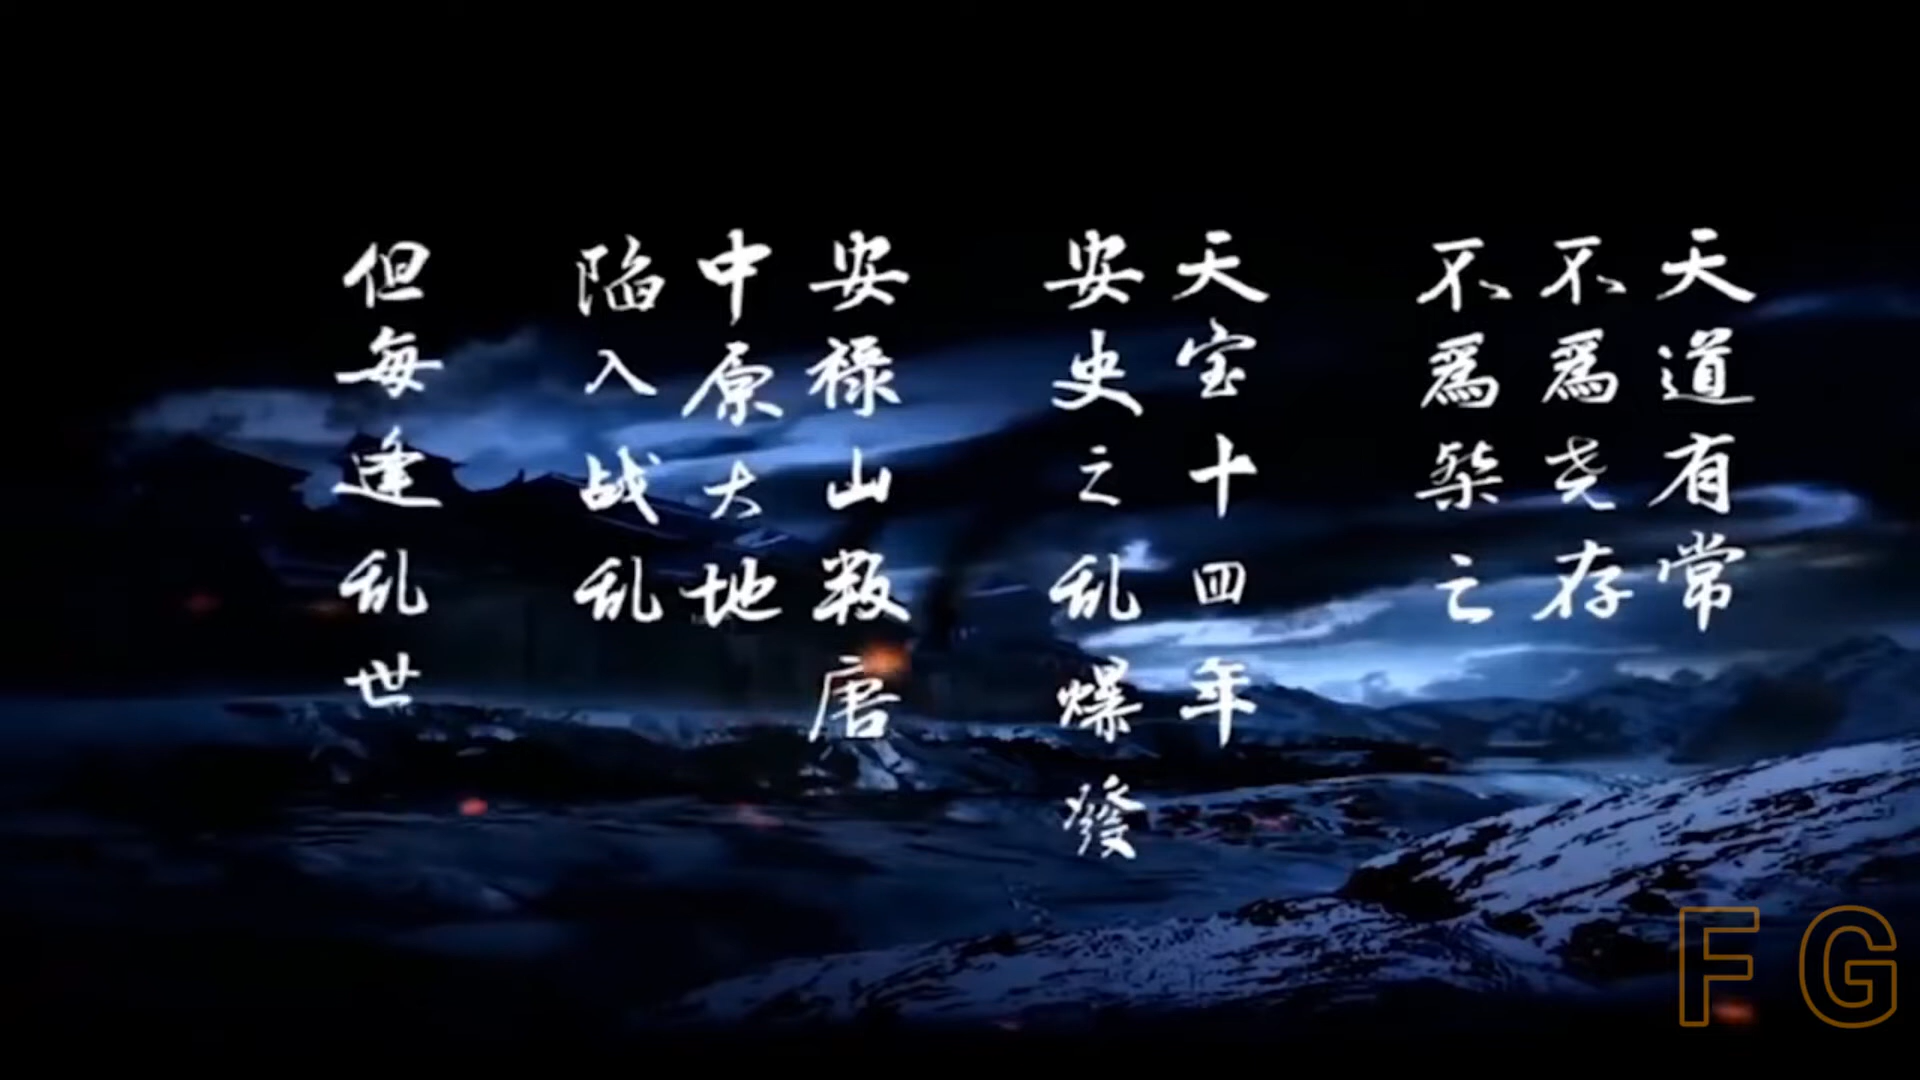 天道有常
不爲尧存
不爲桀亡
天宝十四年
安史之乱爆發
安禄山叛唐
中原大地
陷入战乱
但每逢乱世
FG